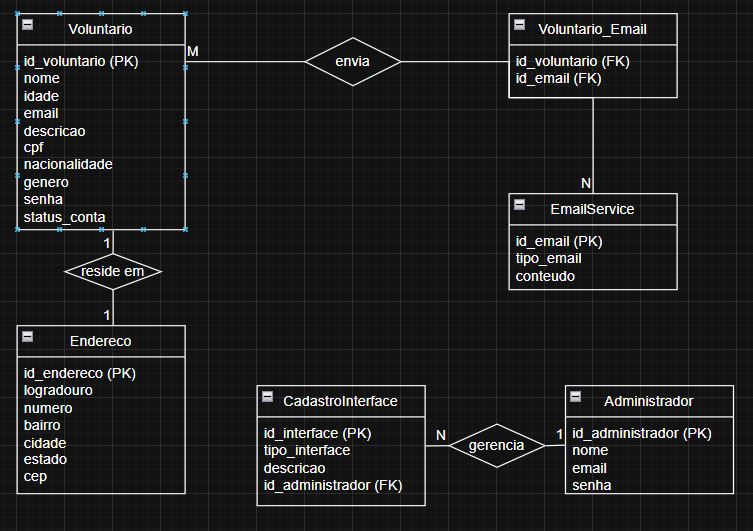 Voluntario
id_voluntario (PK)
nome
idade
email
descricao
cpf
nacionalidade
genero
senha
status_conta
M
envia
Voluntario_Email
id_voluntario (FK)
id_email (FK)
N
EmailService
id_email (PK)
tipo_email
conteudo
1
reside em
1
Endereco
id_endereco (PK)
logradouro
numero
bairro
cidade
estado
cep
CadastroInterface
id_interface (PK)
tipo_interface
descricao
id_administrador (FK)
N
gerencia
1
Administrador
id_administrador (PK)
nome
email
senha